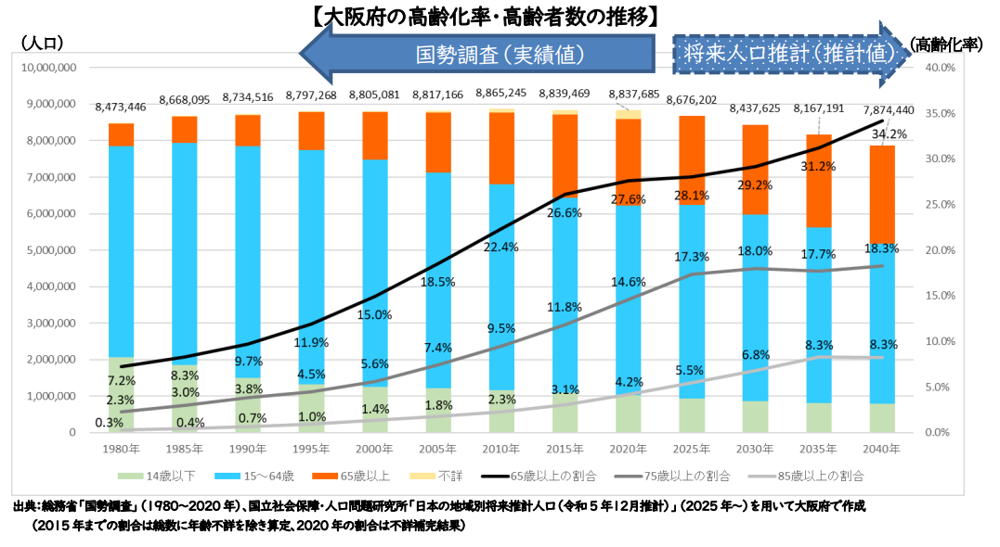 【大阪府の高齢化率・高齢者数の推移】
(人口)
国勢調査（実績値）
将来人口推計（推計値）
(高齢化率)
10,000,000
9,000,000
8,000,000
7,000,000
6,000,000
5,000,000
4,000,000
3,000,000
2,000,000
1,000,000
0
40.0%
35.0%
30.0%
25.0%
20.0%
15.0%
10.0%
5.0%
0.0%
8,473,446 8,668,095 8,734,516 8,797,268 8,805,081 8,817,166 8,865,245 8,839,469 8,837,685 8,676,202 8,437,625 8,167,191 7,874,440
7.2% 8.3% 9.7% 11.9% 15.0% 18.5% 22.4% 26.6% 27.6% 28.1% 29.2% 31.2% 34.2%
2.3% 3.0% 3.8% 4.5% 5.6% 7.4% 9.5% 11.8% 14.6% 17.3% 18.0% 17.7% 18.3%
0.3% 0.4% 0.7% 1.0% 1.4% 1.8% 2.3% 3.1% 4.2% 5.5% 6.8% 8.3% 8.3%
1980年 1985年 1990年 1995年 2000年 2005年 2010年 2015年 2020年 2025年 2030年 2035年 2040年
14歳以下 15～64歳 65歳以上 不詳 65歳以上の割合 75歳以上の割合 85歳以上の割合
出典：総務省「国勢調査」（1980～2020 年）、国立社会保障・人口問題研究所「日本の地域別将来推計人口（令和５年12月推計）」（2025 年～）を用いて大阪府で作成
（2015 年までの割合は総数に年齢不詳を除き算定、2020 年の割合は不詳補完結果）